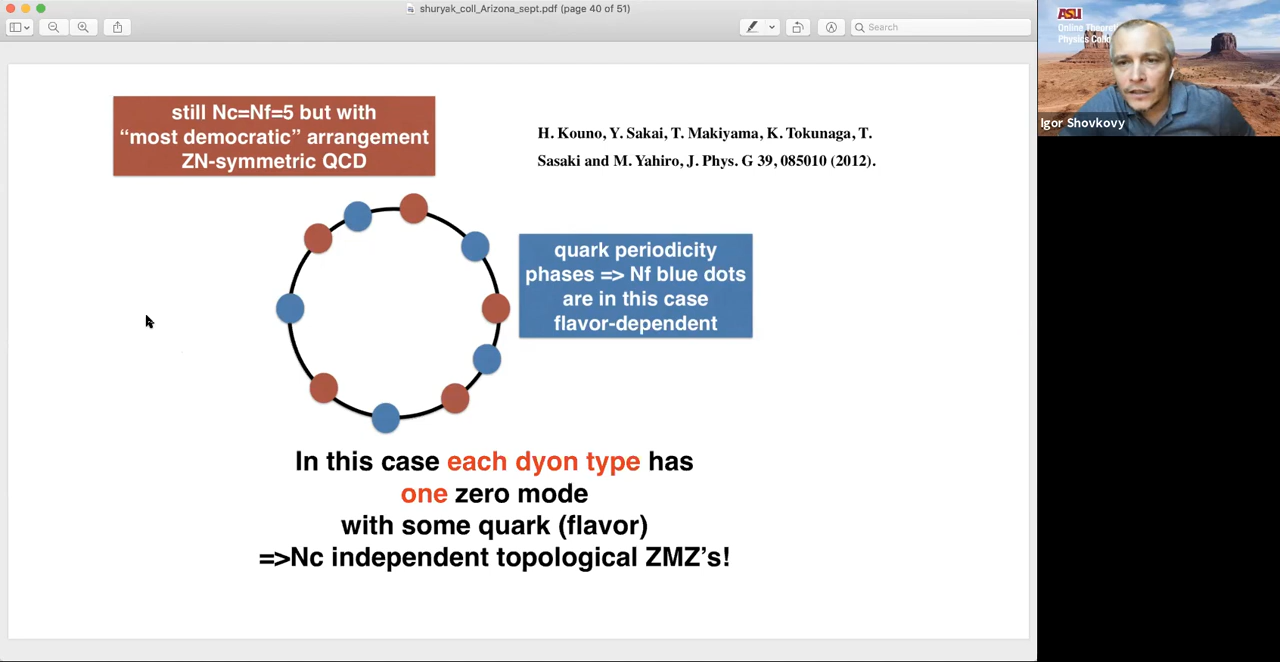 shuryak_coll_Arizona_sept.pdf (page 40 of 51)
Search
still Nc=Nf=5 but with
“most democratic” arrangement
ZN-symmetric QCD
H. Kouno, Y. Sakai, T. Makiyama, K. Tokunaga, T.
Sasaki and M. Yahiro, J. Phys. G 39, 085010 (2012).
quark periodicity
phases => Nf blue dots
are in this case
flavor-dependent
In this case each dyon type has
one zero mode
with some quark (flavor)
=>Nc independent topological ZMZ’s!
ASU
Online
Physics
Igor Shovkovy